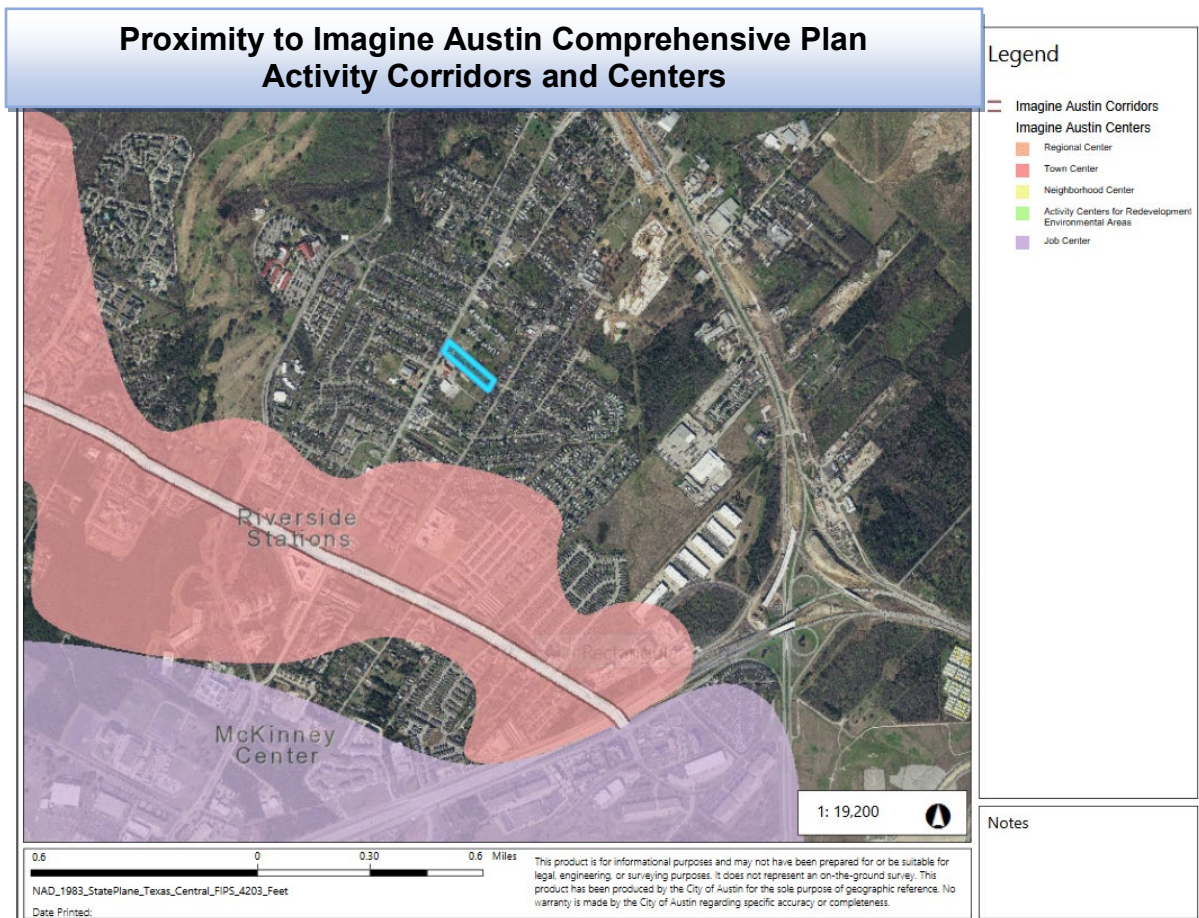 Proximity to Imagine Austin Comprehensive Plan
Activity Corridors and Centers
Legend
Imagine Austin Corridors
Imagine Austin Centers
Regional Center
Town Center
Neighborhood Center
Activity Centers for Redevelopment
Environmental Areas
Job Center
Riverside
Stations
McKinney
Center
1: 19,200
Notes
0.6 0 0.30 0.6 Miles
NAD_1983_StatePlane_Texas_Central_FIPS_4203_Feet
Date Printed:
This product is for informational purposes and may not have been prepared for or be suitable for
legal, engineering, or surveying purposes. It does not represent an on-the-ground survey. This
product has been produced by the City of Austin for the sole purpose of geographic reference. No
warranty is made by the City of Austin regarding specific accuracy or completeness.